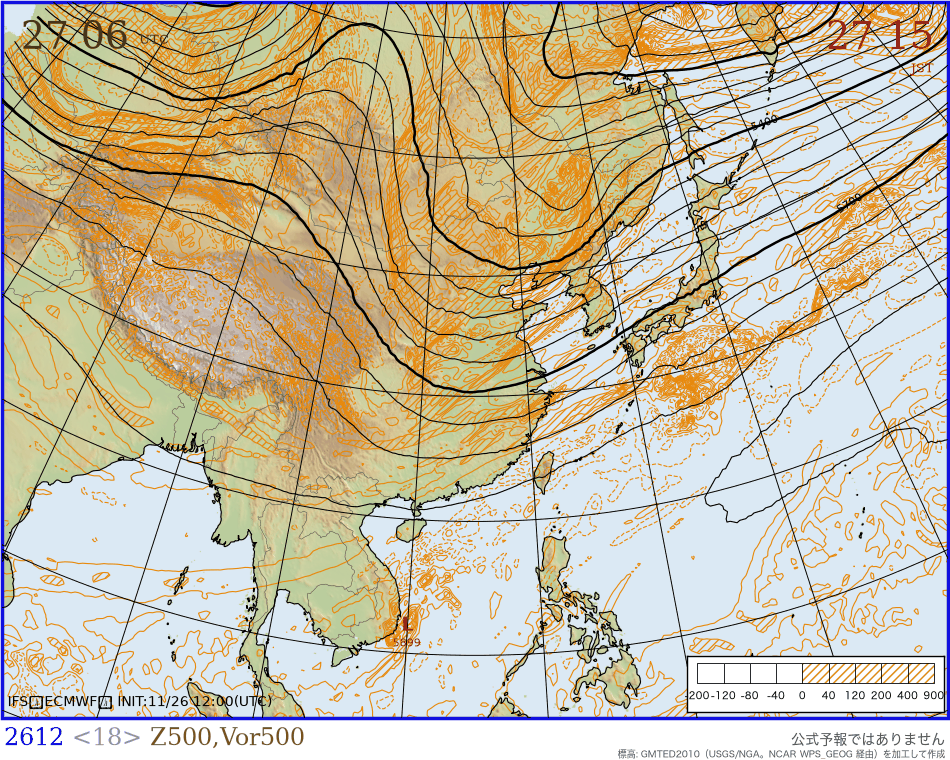 27 06 UTC
27 15 JST
5400
5700
L
5899
-200 -120 -80 -40 0 40 120 200 400 900
IFS□ECMWF□ INIT:11/26 12:00(UTC)
2612 <18> Z500,Vor500
公式予報ではありません
標高: GMTED2010（USGS/NGA。NCAR WPS_GEOG 経由）を加工して作成